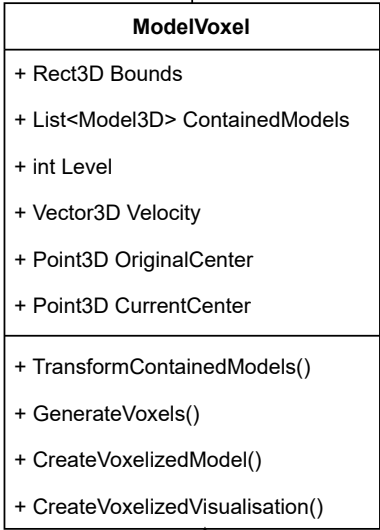 ModelVoxel
+ Rect3D Bounds
+ List<Model3D> ContainedModels
+ int Level
+ Vector3D Velocity
+ Point3D OriginalCenter
+ Point3D CurrentCenter
+ TransformContainedModels()
+ GenerateVoxels()
+ CreateVoxelizedModel()
+ CreateVoxelizedVisualisation()